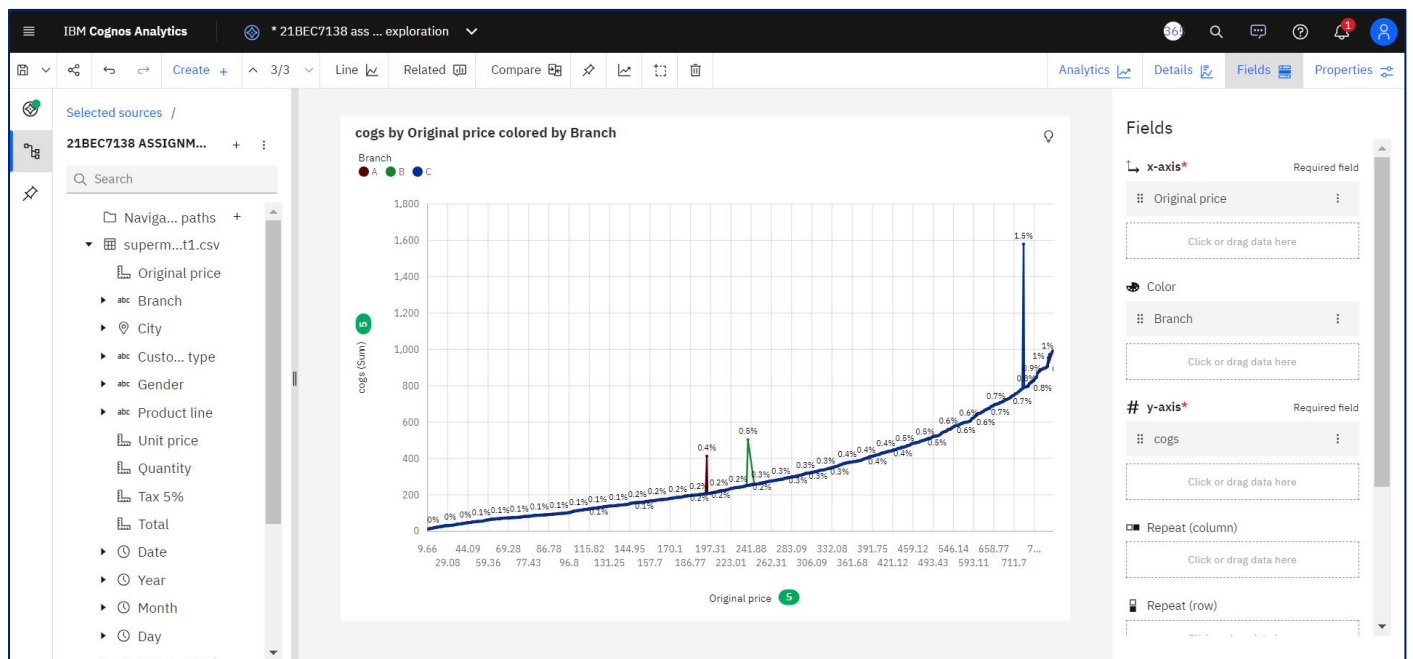 IBM Cognos Analytics
* 21BEC7138 ass ... exploration
1
Create +
3/3
Line
Related
Compare
Analytics
Details
Fields
Properties
Selected sources /
21BEC7138 ASSIGNM...
Search
Naviga... paths
superm...t1.csv
Original price
abc Branch
City
abc Custo... type
abc Gender
abc Product line
Unit price
Quantity
Tax 5%
Total
Date
Year
Month
Day
cogs by Original price colored by Branch
Branch
A B C
1,800
1,600
1,400
1,200
1,000
800
600
400
200
0
cogs (Sum) 5
1.5%
0.4%
0.5%
9.66 44.09 69.28 86.78 115.82 144.95 170.1 197.31 241.88 283.09 332.08 391.75 459.12 546.14 658.77 7...
29.08 59.36 77.43 96.8 131.25 157.7 186.77 223.01 262.31 306.09 361.68 421.12 493.43 593.11 711.7
Original price 5
Fields
x-axis* Required field
Original price
Click or drag data here
Color
Branch
Click or drag data here
# y-axis* Required field
cogs
Click or drag data here
Repeat (column)
Click or drag data here
Repeat (row)